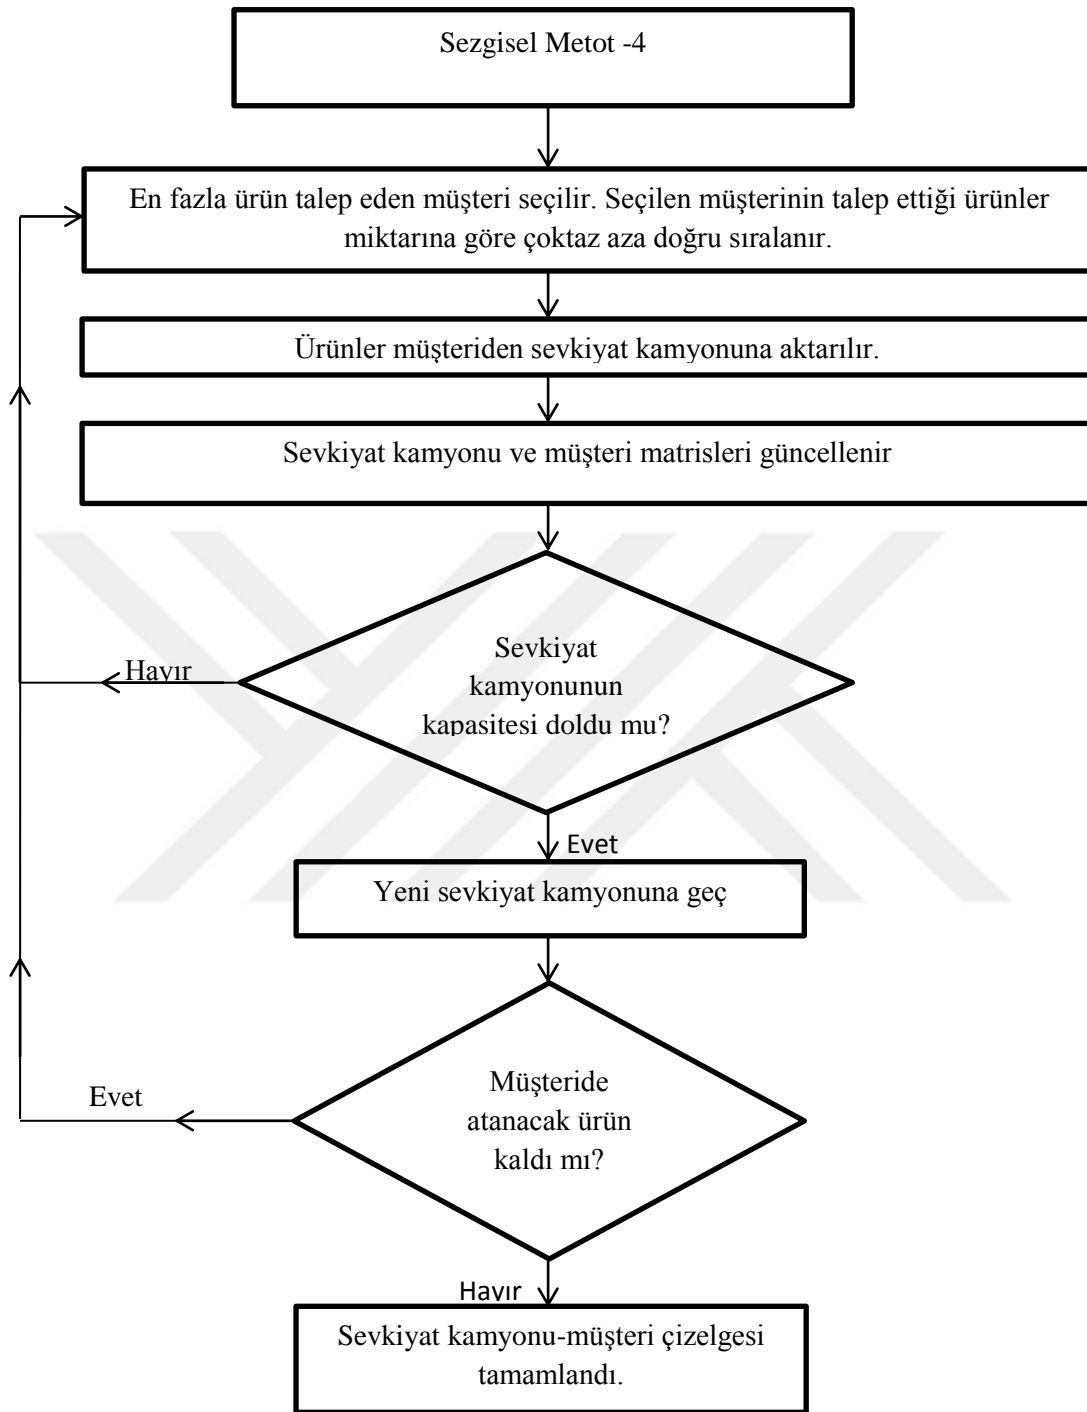 Sezgisel Metot -4
En fazla ürün talep eden müşteri seçilir. Seçilen müşterinin talep ettiği ürünler
miktarına göre çoktaz aza doğru sıralanır.
Ürünler müşteriden sevkiyat kamyonuna aktarılır.
Sevkiyat kamyonu ve müşteri matrisleri güncellenir
Sevkiyat
kamyonunun
kapasitesi doldu mu?
Hayır
Evet
Yeni sevkiyat kamyonuna geç
Müşteride
atanacak ürün
kaldı mı?
Evet
Hayır
Sevkiyat kamyonu-müşteri çizelgesi
tamamlandı.